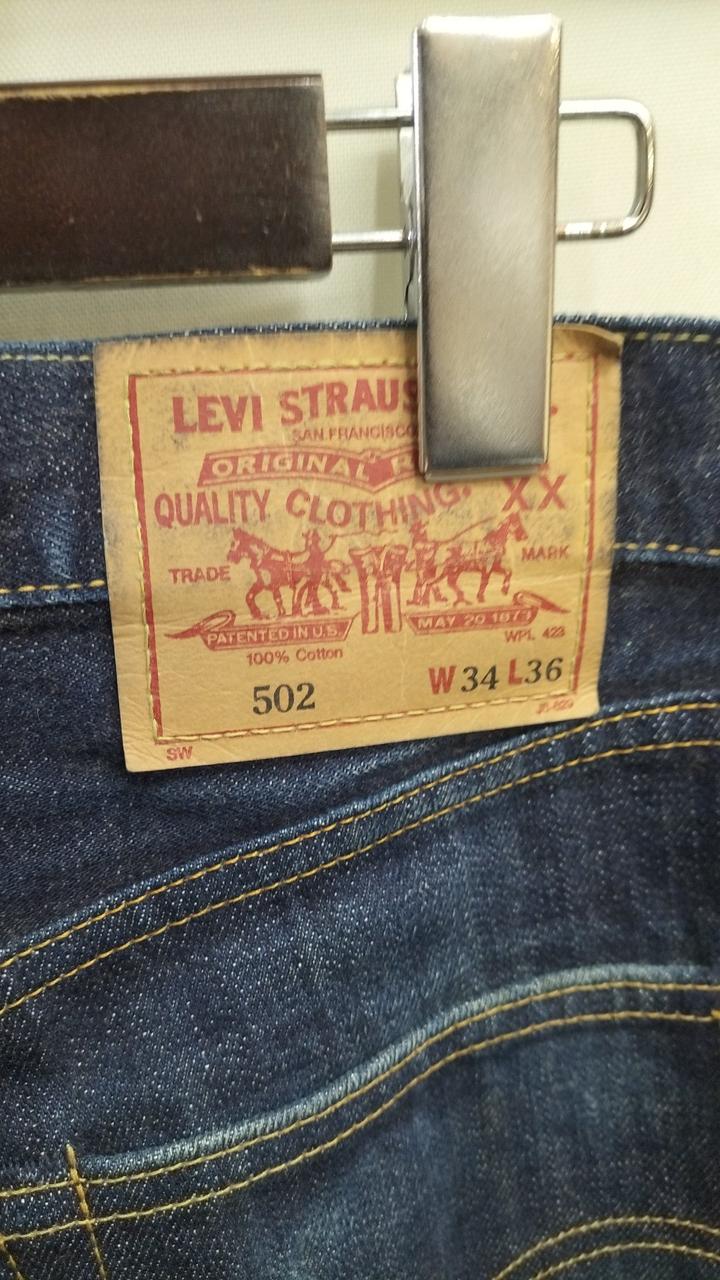 LEVI STRAUS
SAN FRANCISCO
ORIGINAL R
QUALITY CLOTHING. XX
TRADE MARK
PATENTED IN U.S. MAY 20 1873
WPL 423
100% Cotton
502 W34 L36
SW